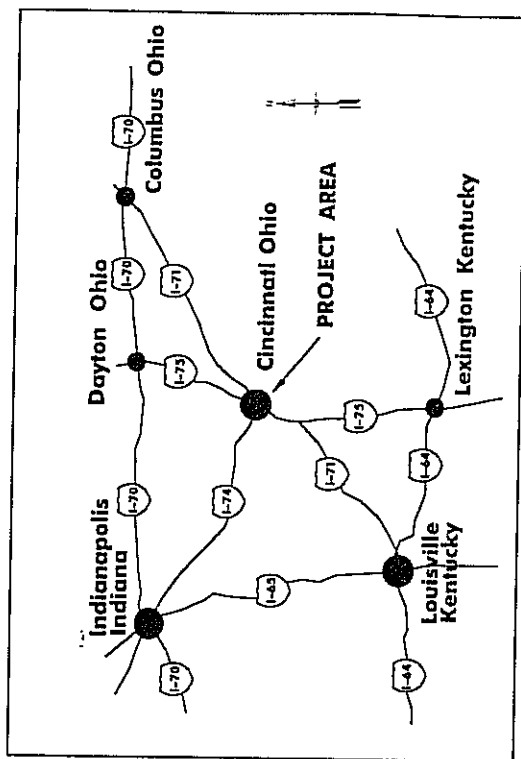 Indianapolis
Indiana
Dayton Ohio
I-70
I-70
I-70
Columbus Ohio
I-70
I-75
I-71
I-74
Cincinnati Ohio
I-65
PROJECT AREA
I-71
I-75
I-64
I-64
I-64
Louisville
Kentucky
Lexington Kentucky